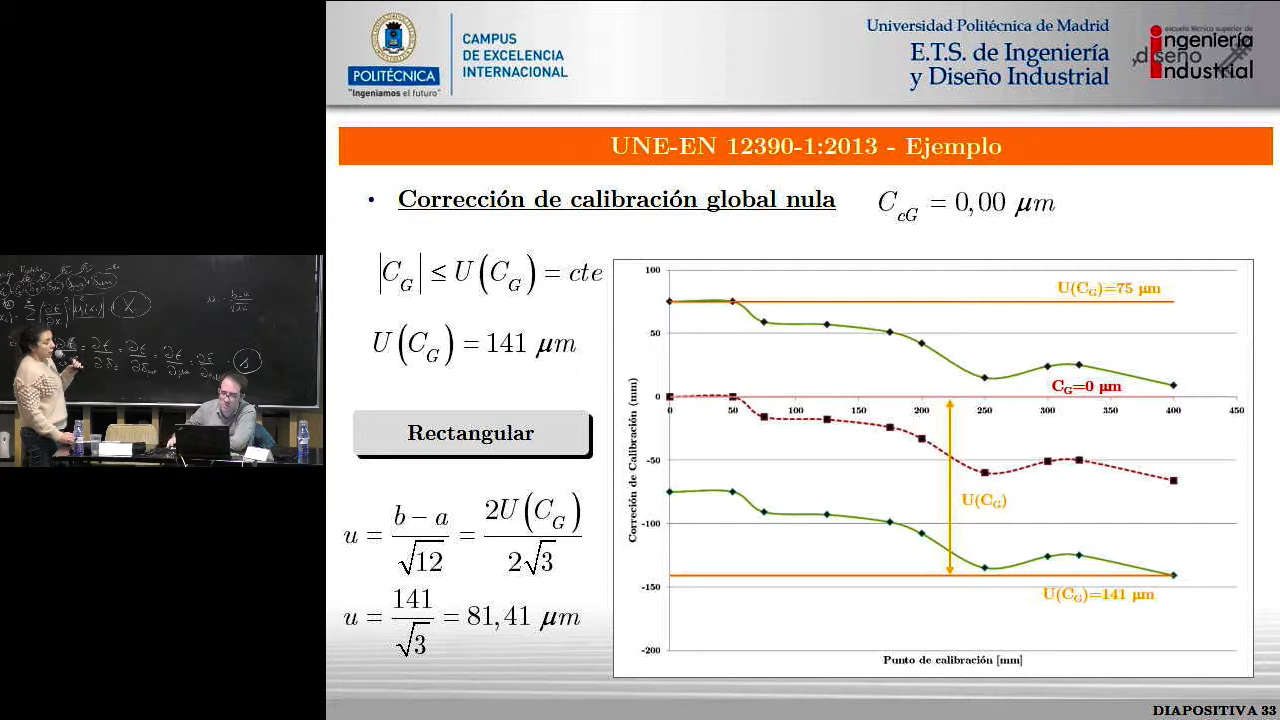 POLITÉCNICA
"Ingeniamos el futuro"
CAMPUS
DE EXCELENCIA
INTERNACIONAL
Universidad Politécnica de Madrid
E.T.S. de Ingeniería
y Diseño Industrial
escuela técnico superior de
ingeniería
y diseño
industrial
UNE-EN 12390-1:2013 - Ejemplo
• Corrección de calibración global nula
C_cG = 0,00 μm
|C_G| ≤ U(C_G) = cte
U(C_G) = 141 μm
Rectangular
u = (b − a)/√12 = 2U(C_G)/2√3
u = 141/√3 = 81,41 μm
100
50
0
-50
-100
-150
-200
0 50 100 150 200 250 300 350 400 450
Correción de Calibración (mm)
U(C_G)=75 μm
C_G=0 μm
U(C_G)
U(C_G)=141 μm
Punto de calibración [mm]
DIAPOSITIVA 33